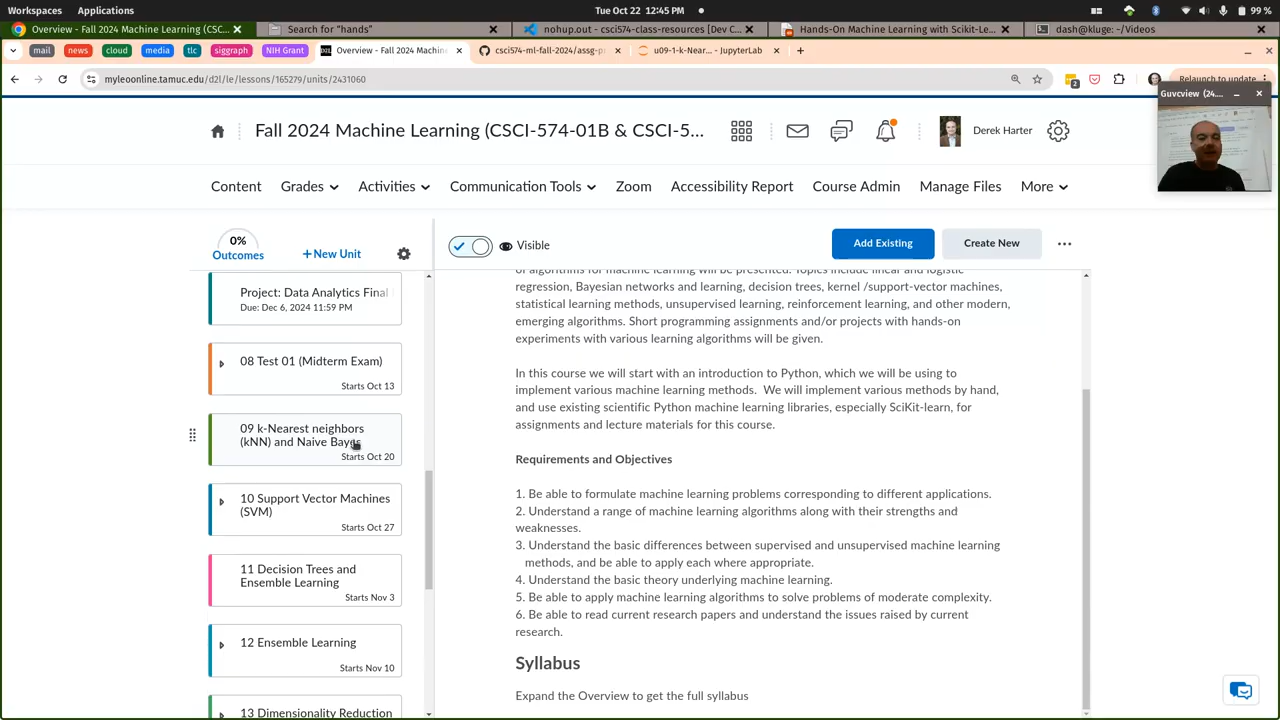 Workspaces Applications Tue Oct 22 12:45 PM 99 %
Overview - Fall 2024 Machine Learning (CSC... Search for "hands" nohup.out - csci574-class-resources [Dev C... Hands-On Machine Learning with Scikit-Le... dash@kluge: ~/Videos
mail news cloud media tlc siggraph NIH Grant Overview - Fall 2024 Machine csci574-ml-fall-2024/assg-p u09-1-k-Near... - JupyterLab
myleoonline.tamuc.edu/d2l/le/lessons/165279/units/2431060 2 Relaunch to update
Guvcview (24....
Fall 2024 Machine Learning (CSCI-574-01B & CSCI-5... Derek Harter
Content Grades Activities Communication Tools Zoom Accessibility Report Course Admin Manage Files More
0%
Outcomes
+ New Unit
Visible
Add Existing
Create New
Project: Data Analytics Final
Due: Dec 6, 2024 11:59 PM
08 Test 01 (Midterm Exam)
Starts Oct 13
09 k-Nearest neighbors
(kNN) and Naive Bayes
Starts Oct 20
10 Support Vector Machines
(SVM)
Starts Oct 27
11 Decision Trees and
Ensemble Learning
Starts Nov 3
12 Ensemble Learning
Starts Nov 10
13 Dimensionality Reduction
of algorithms for machine learning will be presented. Topics include linear and logistic
regression, Bayesian networks and learning, decision trees, kernel /support-vector machines,
statistical learning methods, unsupervised learning, reinforcement learning, and other modern,
emerging algorithms. Short programming assignments and/or projects with hands-on
experiments with various learning algorithms will be given.
In this course we will start with an introduction to Python, which we will be using to
implement various machine learning methods. We will implement various methods by hand,
and use existing scientific Python machine learning libraries, especially SciKit-learn, for
assignments and lecture materials for this course.
Requirements and Objectives
1. Be able to formulate machine learning problems corresponding to different applications.
2. Understand a range of machine learning algorithms along with their strengths and
weaknesses.
3. Understand the basic differences between supervised and unsupervised machine learning
methods, and be able to apply each where appropriate.
4. Understand the basic theory underlying machine learning.
5. Be able to apply machine learning algorithms to solve problems of moderate complexity.
6. Be able to read current research papers and understand the issues raised by current
research.
Syllabus
Expand the Overview to get the full syllabus